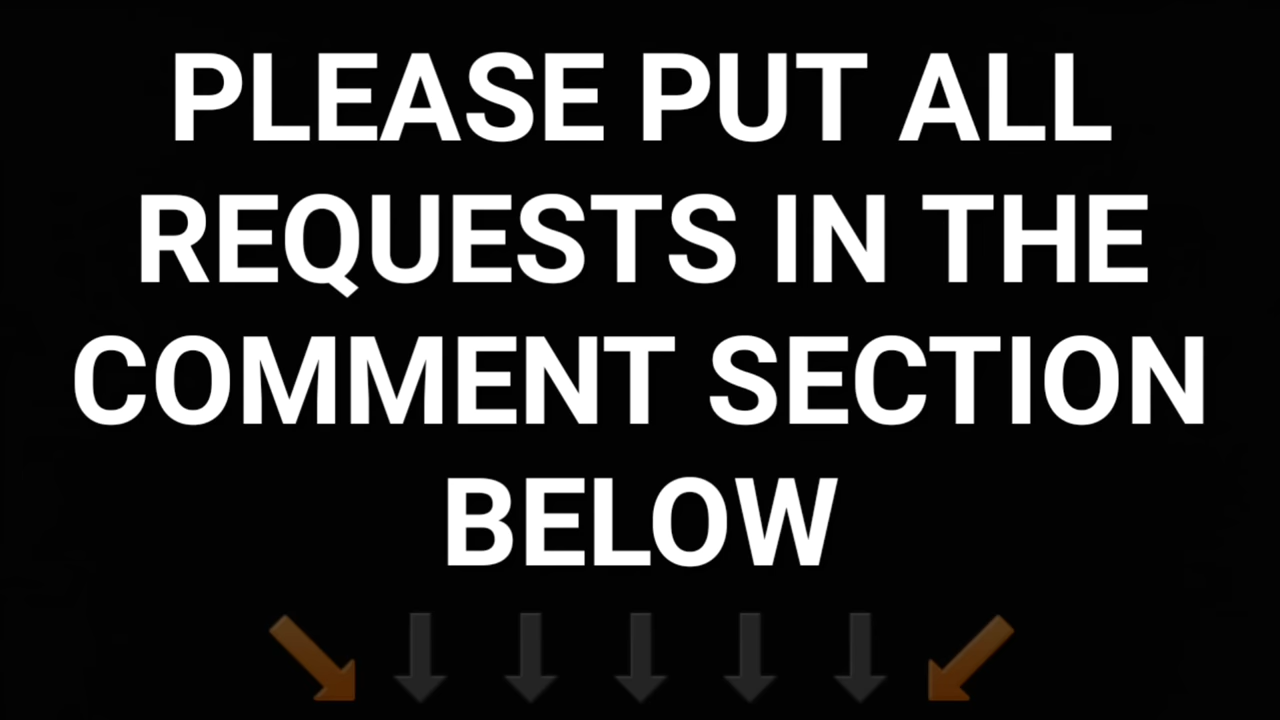 PLEASE PUT ALL
REQUESTS IN THE
COMMENT SECTION
BELOW